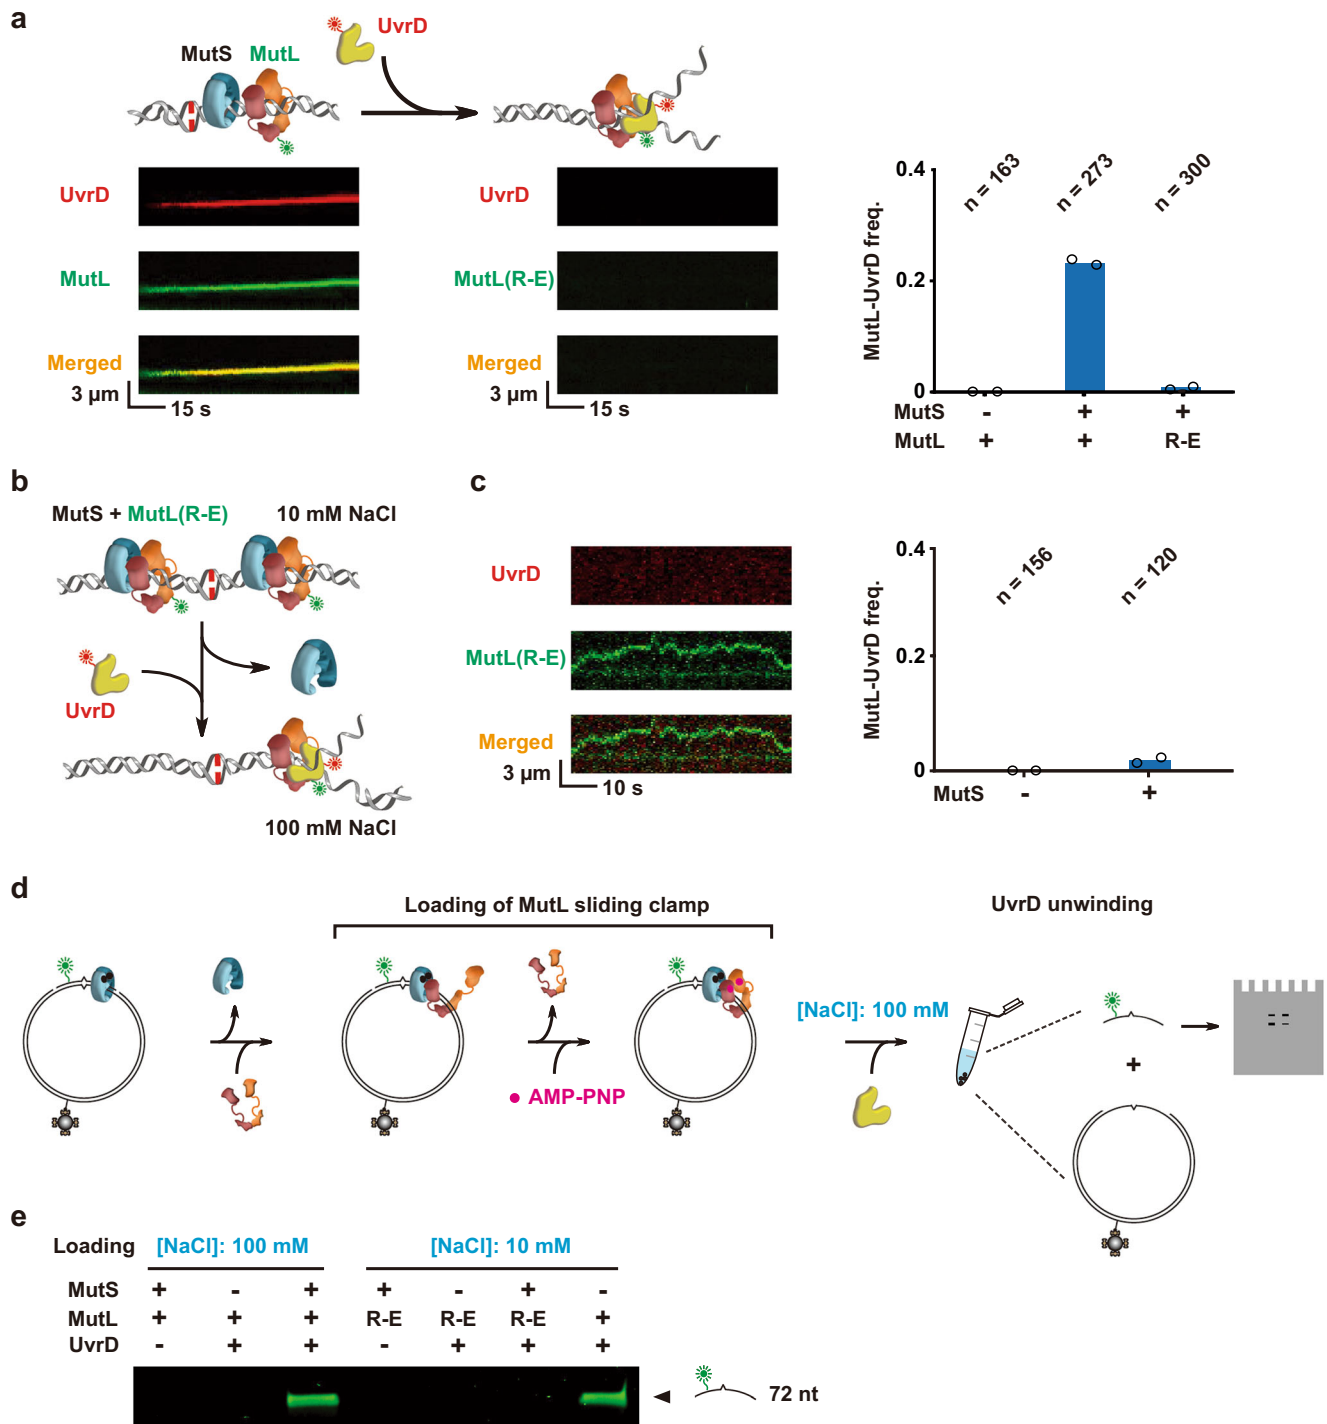 a
UvrD
MutS MutL
UvrD
MutL
Merged
3 µm
15 s
UvrD
MutL(R-E)
Merged
3 µm
15 s
MutL-UvrD freq.
0.4
0.2
0
n = 163
n = 273
n = 300
MutS - + +
MutL + + R-E
b
MutS + MutL(R-E) 10 mM NaCl
UvrD
100 mM NaCl
c
UvrD
MutL(R-E)
Merged
3 µm
10 s
MutL-UvrD freq.
0.4
0.2
0
n = 156
n = 120
MutS - +
d
Loading of MutL sliding clamp
UvrD unwinding
[NaCl]: 100 mM
AMP-PNP
+
e
Loading [NaCl]: 100 mM [NaCl]: 10 mM
MutS + - + + - + -
MutL + + + R-E R-E R-E +
UvrD - + + - + + +
72 nt